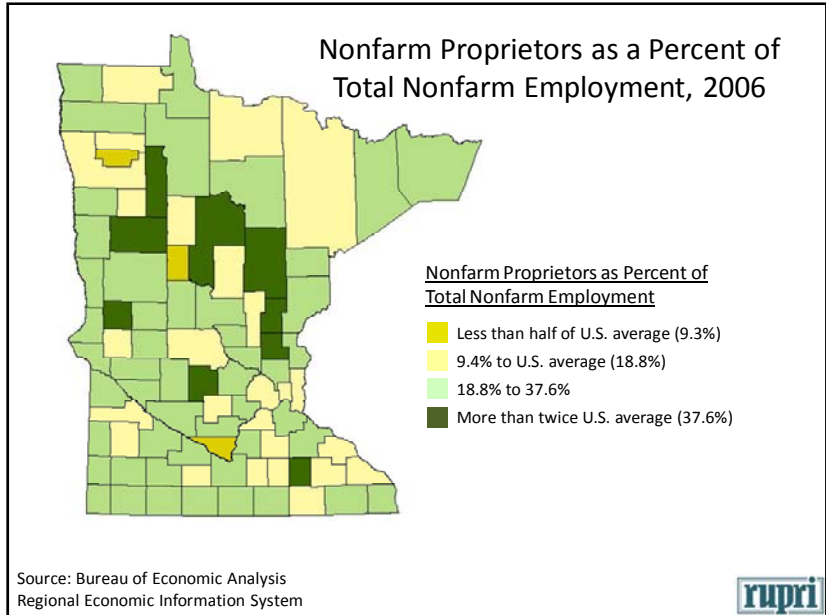 Nonfarm Proprietors as a Percent of
Total Nonfarm Employment, 2006
Nonfarm Proprietors as Percent of
Total Nonfarm Employment
Less than half of U.S. average (9.3%)
9.4% to U.S. average (18.8%)
18.8% to 37.6%
More than twice U.S. average (37.6%)
Source: Bureau of Economic Analysis
Regional Economic Information System
rupri